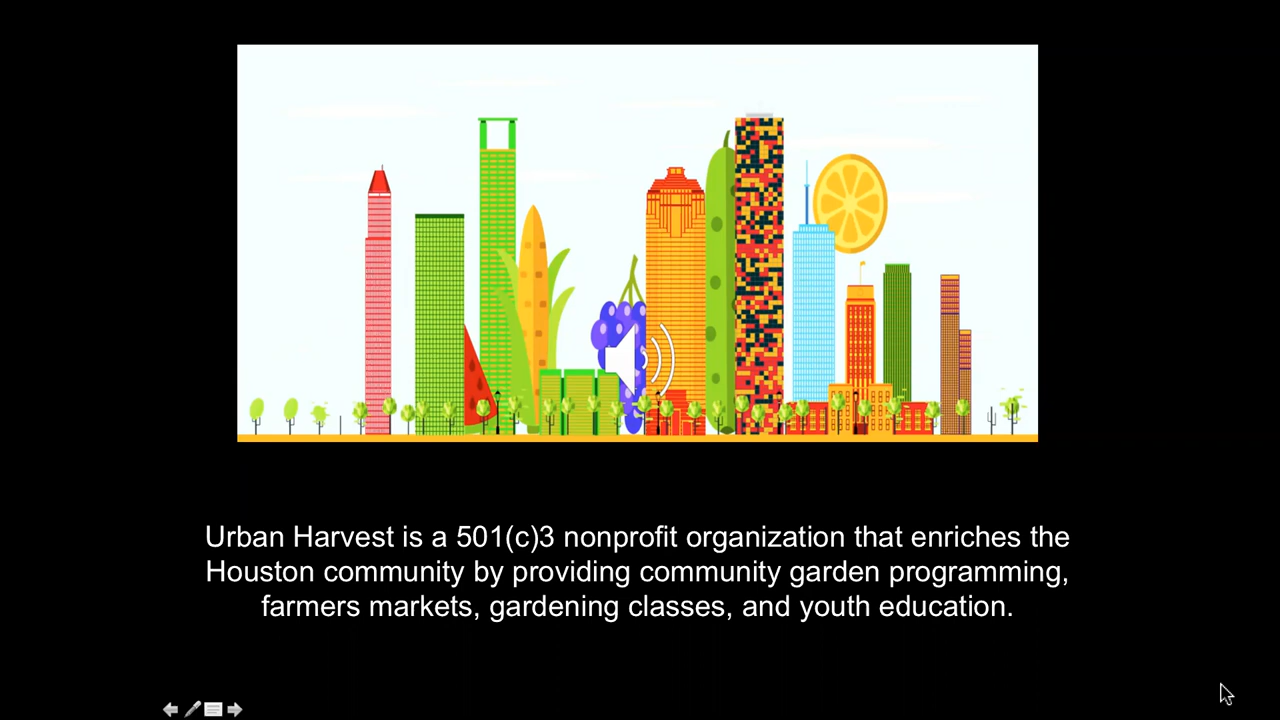 Urban Harvest is a 501(c)3 nonprofit organization that enriches the
Houston community by providing community garden programming,
farmers markets, gardening classes, and youth education.